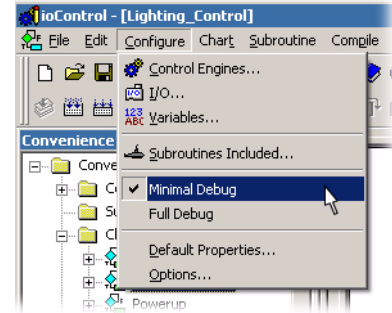 ioControl - [Lighting_Control]
File Edit Configure Chart Subroutine Compile
Control Engines...
I/O...
Variables...
Convenience
Subroutines Included...
Conve
Minimal Debug
Full Debug
Default Properties...
Options...
Powerup